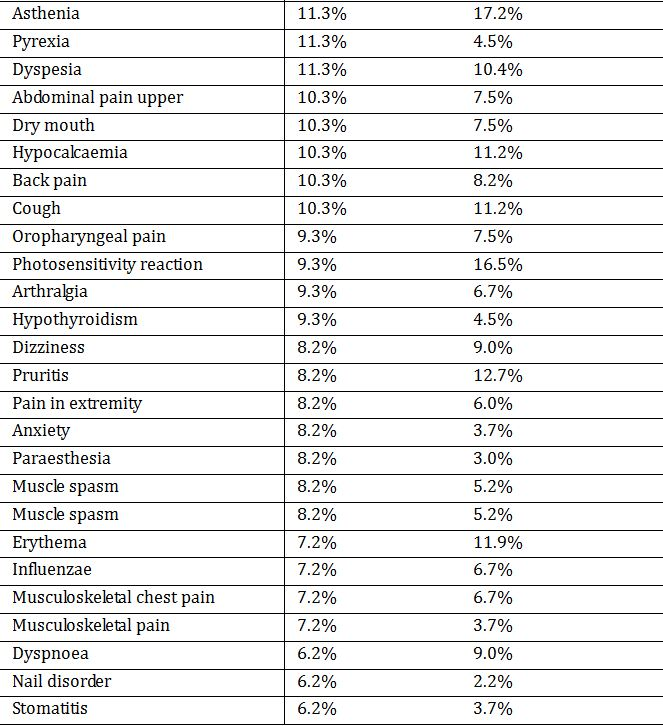 Asthenia 11.3% 17.2%
Pyrexia 11.3% 4.5%
Dyspesia 11.3% 10.4%
Abdominal pain upper 10.3% 7.5%
Dry mouth 10.3% 7.5%
Hypocalcaemia 10.3% 11.2%
Back pain 10.3% 8.2%
Cough 10.3% 11.2%
Oropharyngeal pain 9.3% 7.5%
Photosensitivity reaction 9.3% 16.5%
Arthralgia 9.3% 6.7%
Hypothyroidism 9.3% 4.5%
Dizziness 8.2% 9.0%
Pruritis 8.2% 12.7%
Pain in extremity 8.2% 6.0%
Anxiety 8.2% 3.7%
Paraesthesia 8.2% 3.0%
Muscle spasm 8.2% 5.2%
Muscle spasm 8.2% 5.2%
Erythema 7.2% 11.9%
Influenzae 7.2% 6.7%
Musculoskeletal chest pain 7.2% 6.7%
Musculoskeletal pain 7.2% 3.7%
Dyspnoea 6.2% 9.0%
Nail disorder 6.2% 2.2%
Stomatitis 6.2% 3.7%